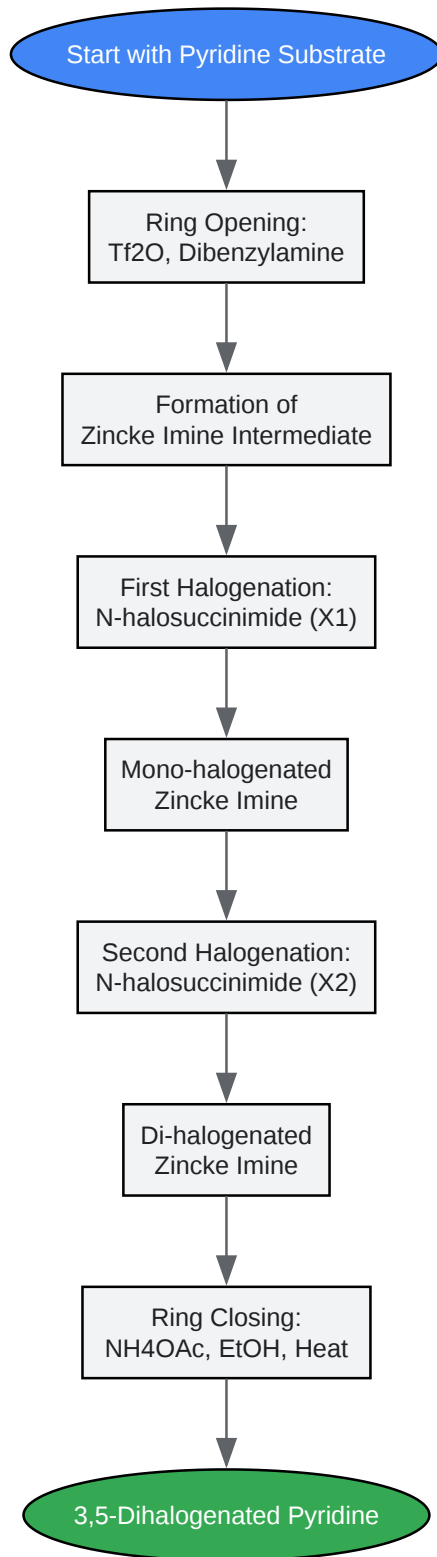 Start with Pyridine Substrate
Ring Opening:
Tf2O, Dibenzylamine
Formation of
Zincke Imine Intermediate
First Halogenation:
N-halosuccinimide (X1)
Mono-halogenated
Zincke Imine
Second Halogenation:
N-halosuccinimide (X2)
Di-halogenated
Zincke Imine
Ring Closing:
NH4OAc, EtOH, Heat
3,5-Dihalogenated Pyridine